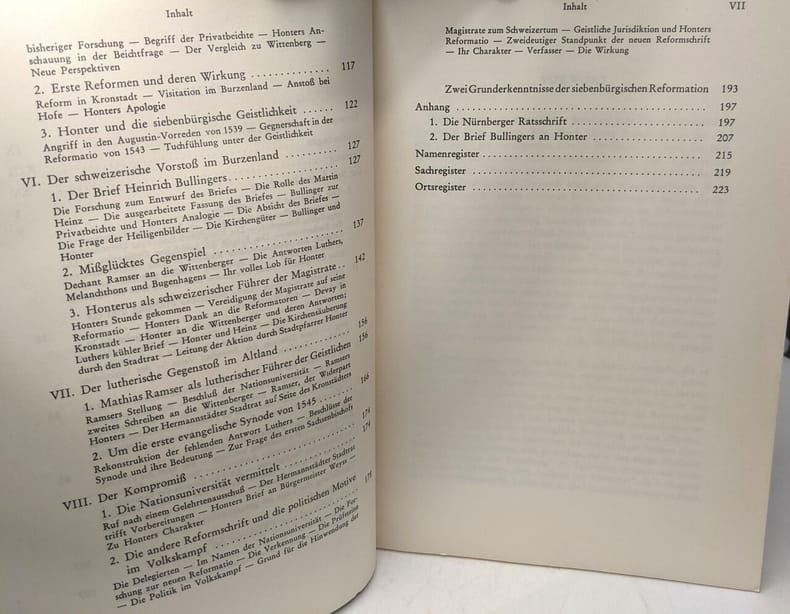 Inhalt
bisheriger Forschung — Begriff der Privatbeichte — Honters An-
schauung in der Beichtfrage — Der Vergleich zu Wittenberg —
Neue Perspektiven
2. Erste Reformen und deren Wirkung . . . . . . . . . . . . . 117
Reform in Kronstadt — Visitation im Burzenland — Anstoß bei
Hofe — Honters Apologie
3. Honter und die siebenbürgische Geistlichkeit . . . . . . 122
Angriff in den Augustin-Vorreden von 1539 — Gegnerschaft in der
Reformatio von 1543 — Tuchfühlung unter der Geistlichkeit
VI. Der schweizerische Vorstoß im Burzenland . . . . . . . . . 127
1. Der Brief Heinrich Bullingers . . . . . . . . . . . . . . . . . . 127
Die Forschung zum Entwurf des Briefes — Die Rolle des Martin
Heinz — Die ausgearbeitete Fassung des Briefes — Bullinger zur
Privatbeichte und Honters Analogie — Die Absicht des Briefes —
Die Frage der Heiligenbilder — Die Kirchengüter — Bullinger und
Honter
2. Mißglücktes Gegenspiel . . . . . . . . . . . . . . . . . . . . . 137
Dechant Ramser an die Wittenberger — Die Antworten Luthers,
Melanchthons und Bugenhagens — Ihr volles Lob für Honter
3. Honterus als schweizerischer Führer der Magistrate . . 142
Honters Stunde gekommen — Vereidigung der Magistrate auf seine
Reformatio — Honters Dank an die Reformatoren — Devay in
Kronstadt — Honter an die Wittenberger und deren Antworten;
Luthers kühler Brief — Honter und Heinz — Die Kirchensäuberung
durch den Stadtrat — Leitung der Aktion durch Stadtpfarrer Honter
VII. Der lutherische Gegenstoß im Altland . . . . . . . . . . . . 156
1. Mathias Ramser als lutherischer Führer der Geistlichen 156
Ramsers Stellung — Beschluß der Nationsuniversität — Ramsers
zweites Schreiben an die Wittenberger — Ramser, der Widerpart
Honters — Der Hermannstädter Stadtrat auf Seite des Kronstädters
2. Um die erste evangelische Synode von 1545 . . . . . . . . 166
Rekonstruktion der fehlenden Antwort Luthers — Beschlüsse der
Synode und ihre Bedeutung — Zur Frage des ersten Sachsenbischofs
VIII. Der Kompromiß . . . . . . . . . . . . . . . . . . . . . . . . . 174
1. Die Nationsuniversität vermittelt . . . . . . . . . . . . . . 174
Ruf nach einem Gelehrtenausschuß — Der Hermannstädter Stadtrat
trifft Vorbereitungen — Honters Brief an Bürgermeister Weyss —
Zu Honters Charakter
2. Die andere Reformschrift und die politischen Motive
im Volkskampf . . . . . . . . . . . . . . . . . . . . . . . . . . . 178
Die Delegierten — Im Namen der Nationsuniversität — Die For-
schung zur neuen Reformatio — Die Verkennung — Die Prüfsteine
— Die Politik im Volkskampf — Grund für die Hinwendung der
Inhalt VII
Magistrate zum Schweizertum — Geistliche Jurisdiktion und Honters
Reformatio — Zweideutiger Standpunkt der neuen Reformschrift
— Ihr Charakter — Verfasser — Die Wirkung
Zwei Grunderkenntnisse der siebenbürgischen Reformation 193
Anhang . . . . . . . . . . . . . . . . . . . . . . . . . . . . . . . 197
1. Die Nürnberger Ratsschrift . . . . . . . . . . . . . . . . . . 197
2. Der Brief Bullingers an Honter . . . . . . . . . . . . . . . 207
Namenregister . . . . . . . . . . . . . . . . . . . . . . . . . . . 215
Sachregister . . . . . . . . . . . . . . . . . . . . . . . . . . . . 219
Ortsregister . . . . . . . . . . . . . . . . . . . . . . . . . . . . 223